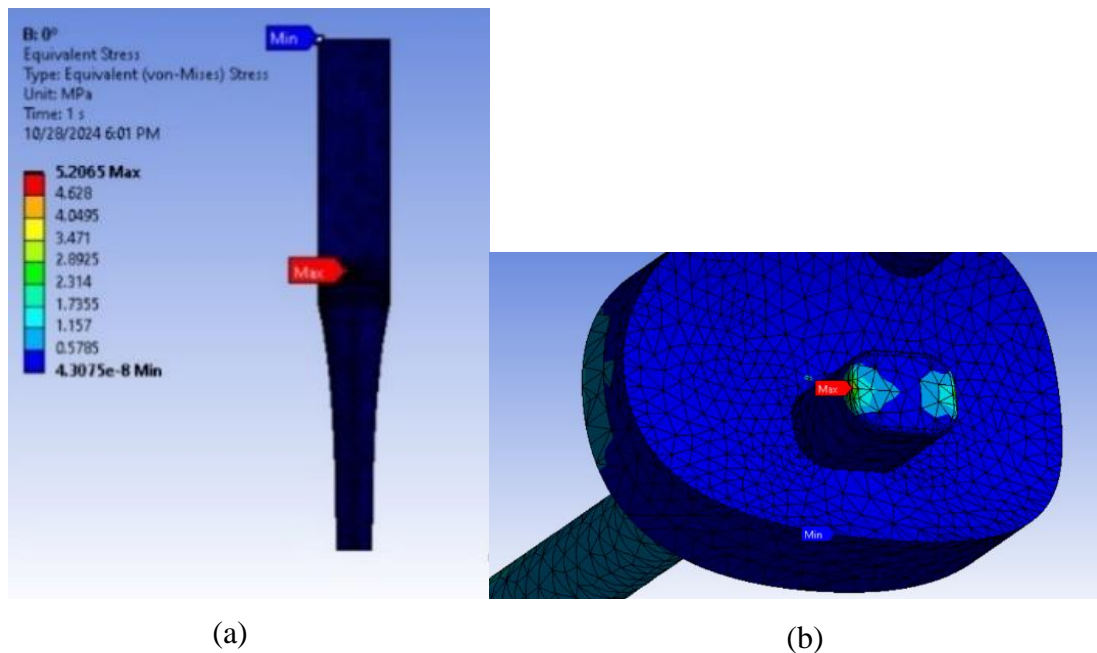 B: 0°
Equivalent Stress
Type: Equivalent (von-Mises) Stress
Unit: MPa
Time: 1 s
10/28/2024 6:01 PM
5.2065 Max
4.628
4.0495
3.471
2.8925
2.314
1.7355
1.157
0.5785
4.3075e-8 Min
Min
Max
Max
Min
(a)
(b)